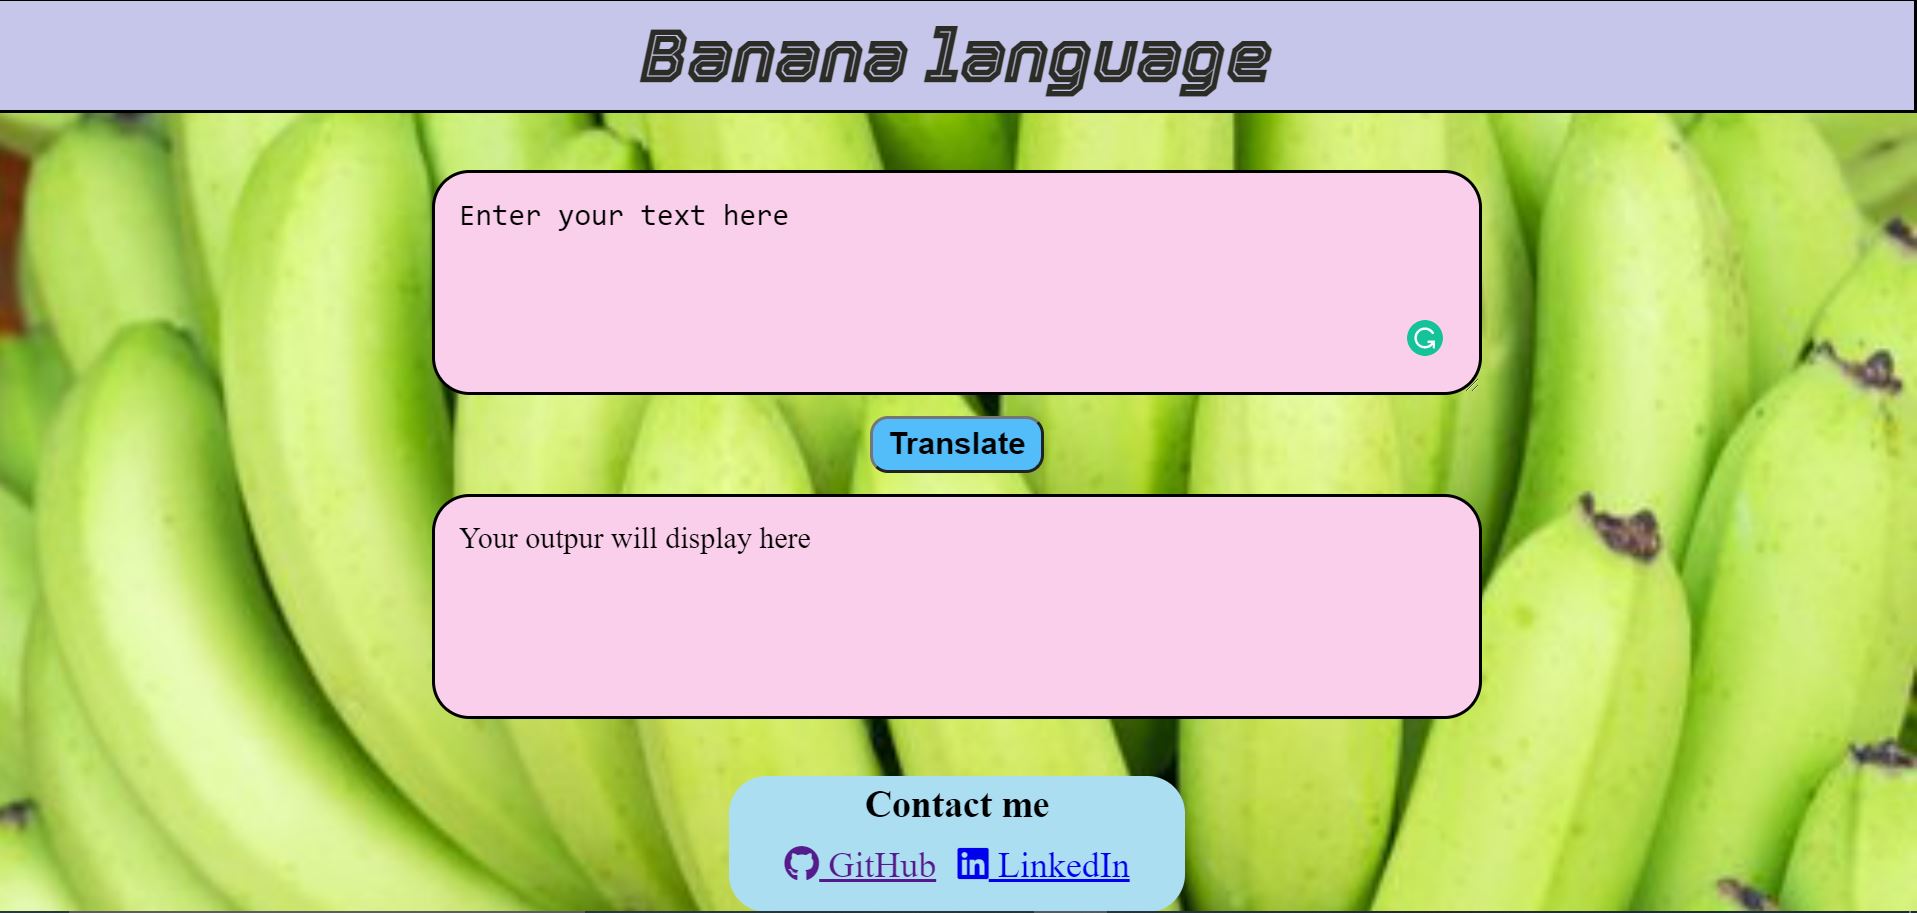 Banana language
Enter your text here
Translate
Your outpur will display here
Contact me
GitHub LinkedIn